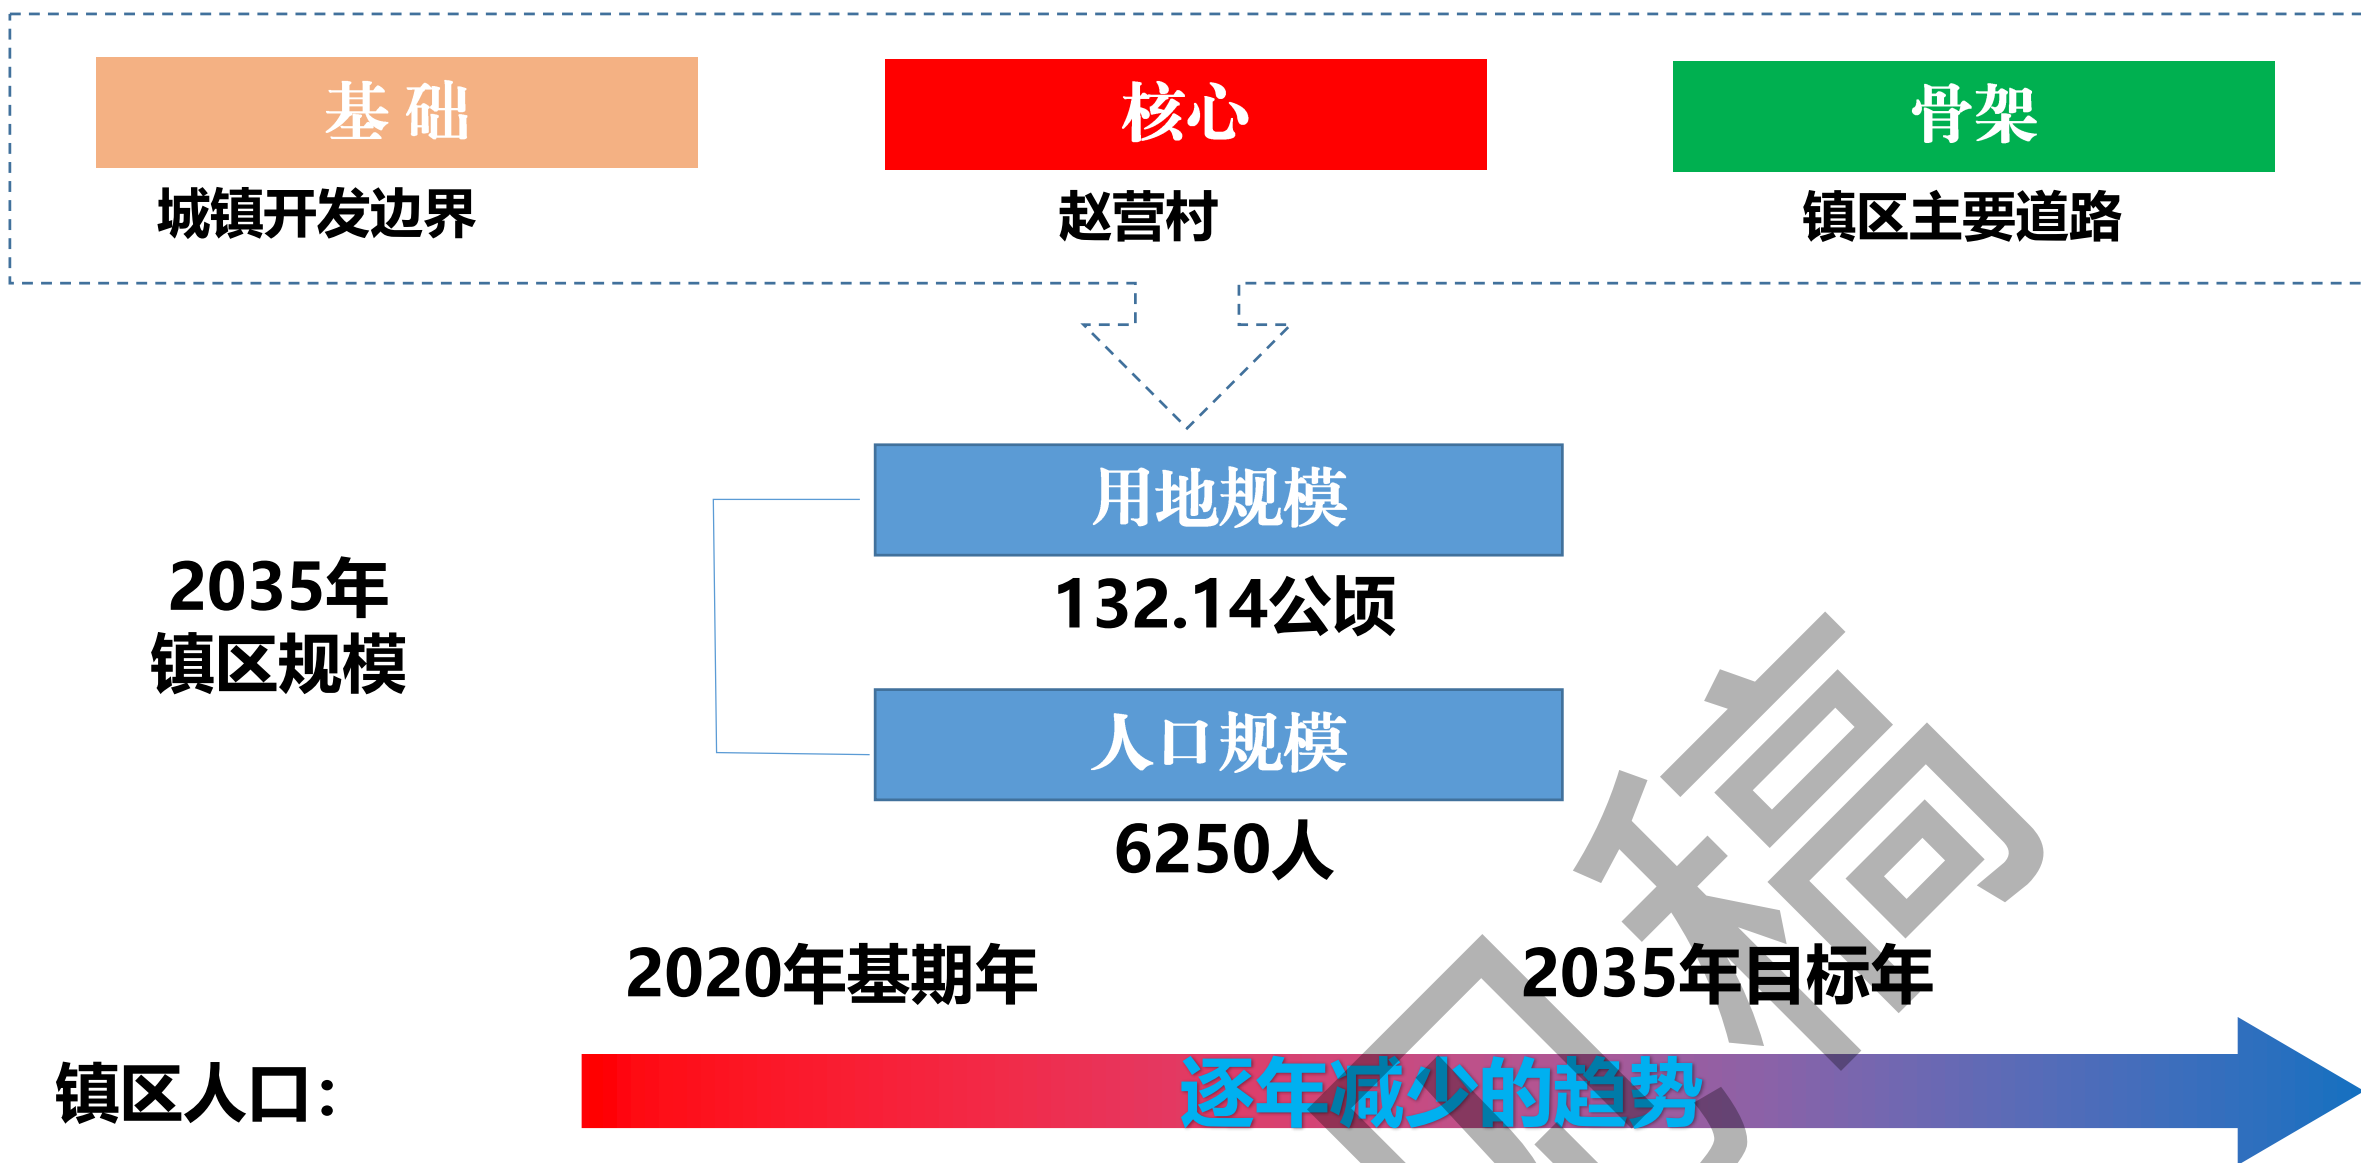 基础
核心
骨架
城镇开发边界
赵营村
镇区主要道路
用地规模
132.14公顷
2035年
镇区规模
人口规模
6250人
2020年基期年
2035年目标年
镇区人口：
逐年减少的趋势
稿